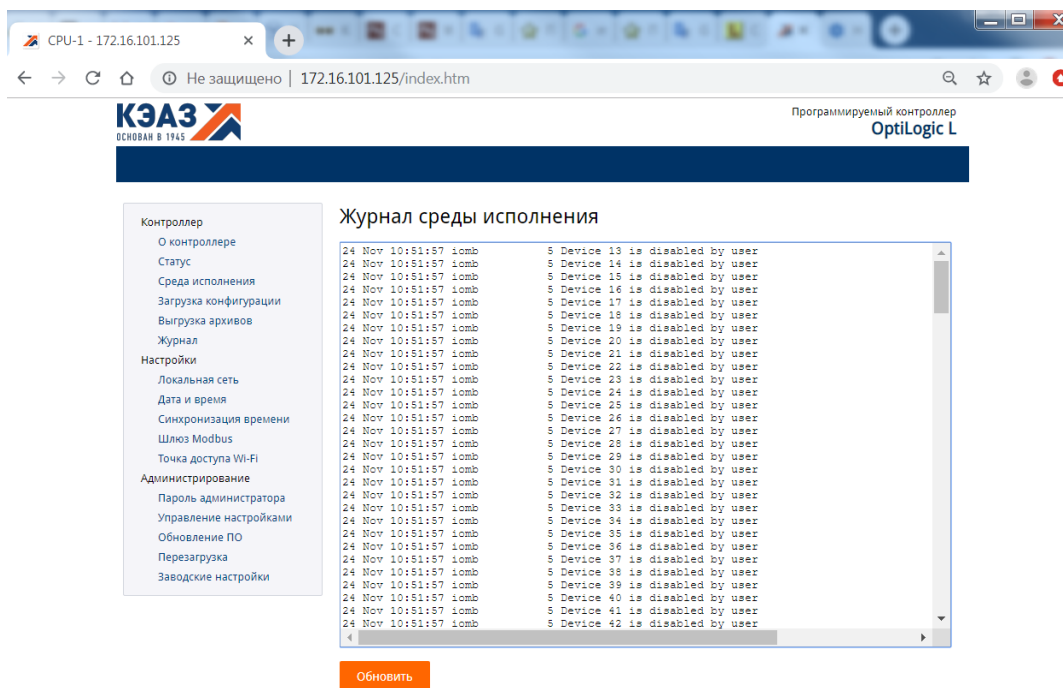 CPU-1 - 172.16.101.125
Не защищено | 172.16.101.125/index.htm
КЭАЗ
ОСНОВАН В 1945
Программируемый контроллер
OptiLogic L
Контроллер
О контроллере
Статус
Среда исполнения
Загрузка конфигурации
Выгрузка архивов
Журнал
Настройки
Локальная сеть
Дата и время
Синхронизация времени
Шлюз Modbus
Точка доступа Wi-Fi
Администрирование
Пароль администратора
Управление настройками
Обновление ПО
Перезагрузка
Заводские настройки
Журнал среды исполнения
24 Nov 10:51:57 iomb 5 Device 13 is disabled by user
24 Nov 10:51:57 iomb 5 Device 14 is disabled by user
24 Nov 10:51:57 iomb 5 Device 15 is disabled by user
24 Nov 10:51:57 iomb 5 Device 16 is disabled by user
24 Nov 10:51:57 iomb 5 Device 17 is disabled by user
24 Nov 10:51:57 iomb 5 Device 18 is disabled by user
24 Nov 10:51:57 iomb 5 Device 19 is disabled by user
24 Nov 10:51:57 iomb 5 Device 20 is disabled by user
24 Nov 10:51:57 iomb 5 Device 21 is disabled by user
24 Nov 10:51:57 iomb 5 Device 22 is disabled by user
24 Nov 10:51:57 iomb 5 Device 23 is disabled by user
24 Nov 10:51:57 iomb 5 Device 24 is disabled by user
24 Nov 10:51:57 iomb 5 Device 25 is disabled by user
24 Nov 10:51:57 iomb 5 Device 26 is disabled by user
24 Nov 10:51:57 iomb 5 Device 27 is disabled by user
24 Nov 10:51:57 iomb 5 Device 28 is disabled by user
24 Nov 10:51:57 iomb 5 Device 29 is disabled by user
24 Nov 10:51:57 iomb 5 Device 30 is disabled by user
24 Nov 10:51:57 iomb 5 Device 31 is disabled by user
24 Nov 10:51:57 iomb 5 Device 32 is disabled by user
24 Nov 10:51:57 iomb 5 Device 33 is disabled by user
24 Nov 10:51:57 iomb 5 Device 34 is disabled by user
24 Nov 10:51:57 iomb 5 Device 35 is disabled by user
24 Nov 10:51:57 iomb 5 Device 36 is disabled by user
24 Nov 10:51:57 iomb 5 Device 37 is disabled by user
24 Nov 10:51:57 iomb 5 Device 38 is disabled by user
24 Nov 10:51:57 iomb 5 Device 39 is disabled by user
24 Nov 10:51:57 iomb 5 Device 40 is disabled by user
24 Nov 10:51:57 iomb 5 Device 41 is disabled by user
24 Nov 10:51:57 iomb 5 Device 42 is disabled by user
Обновить